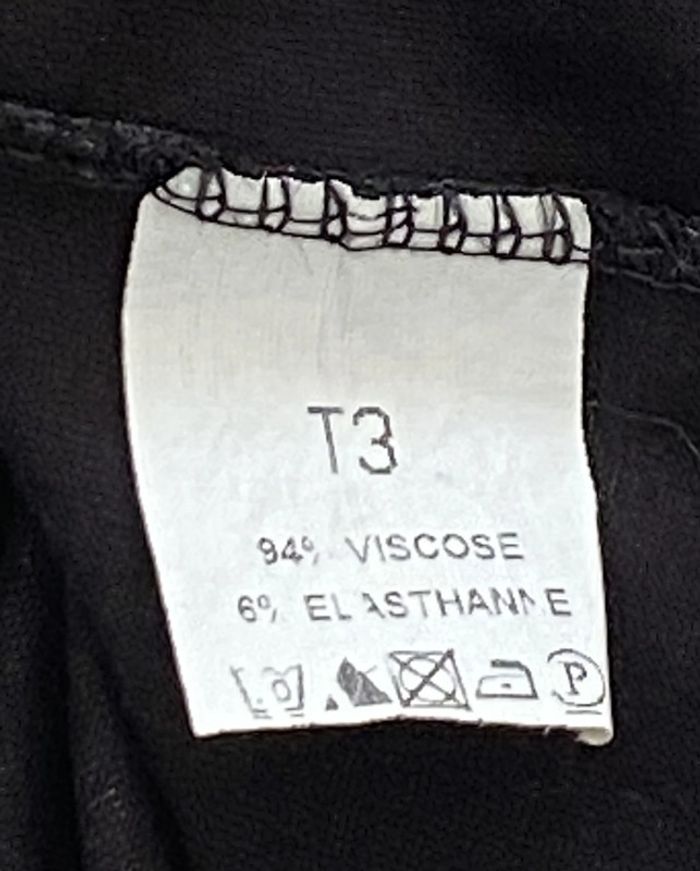 T3
94% VISCOSE
6% ELASTHANNE
P